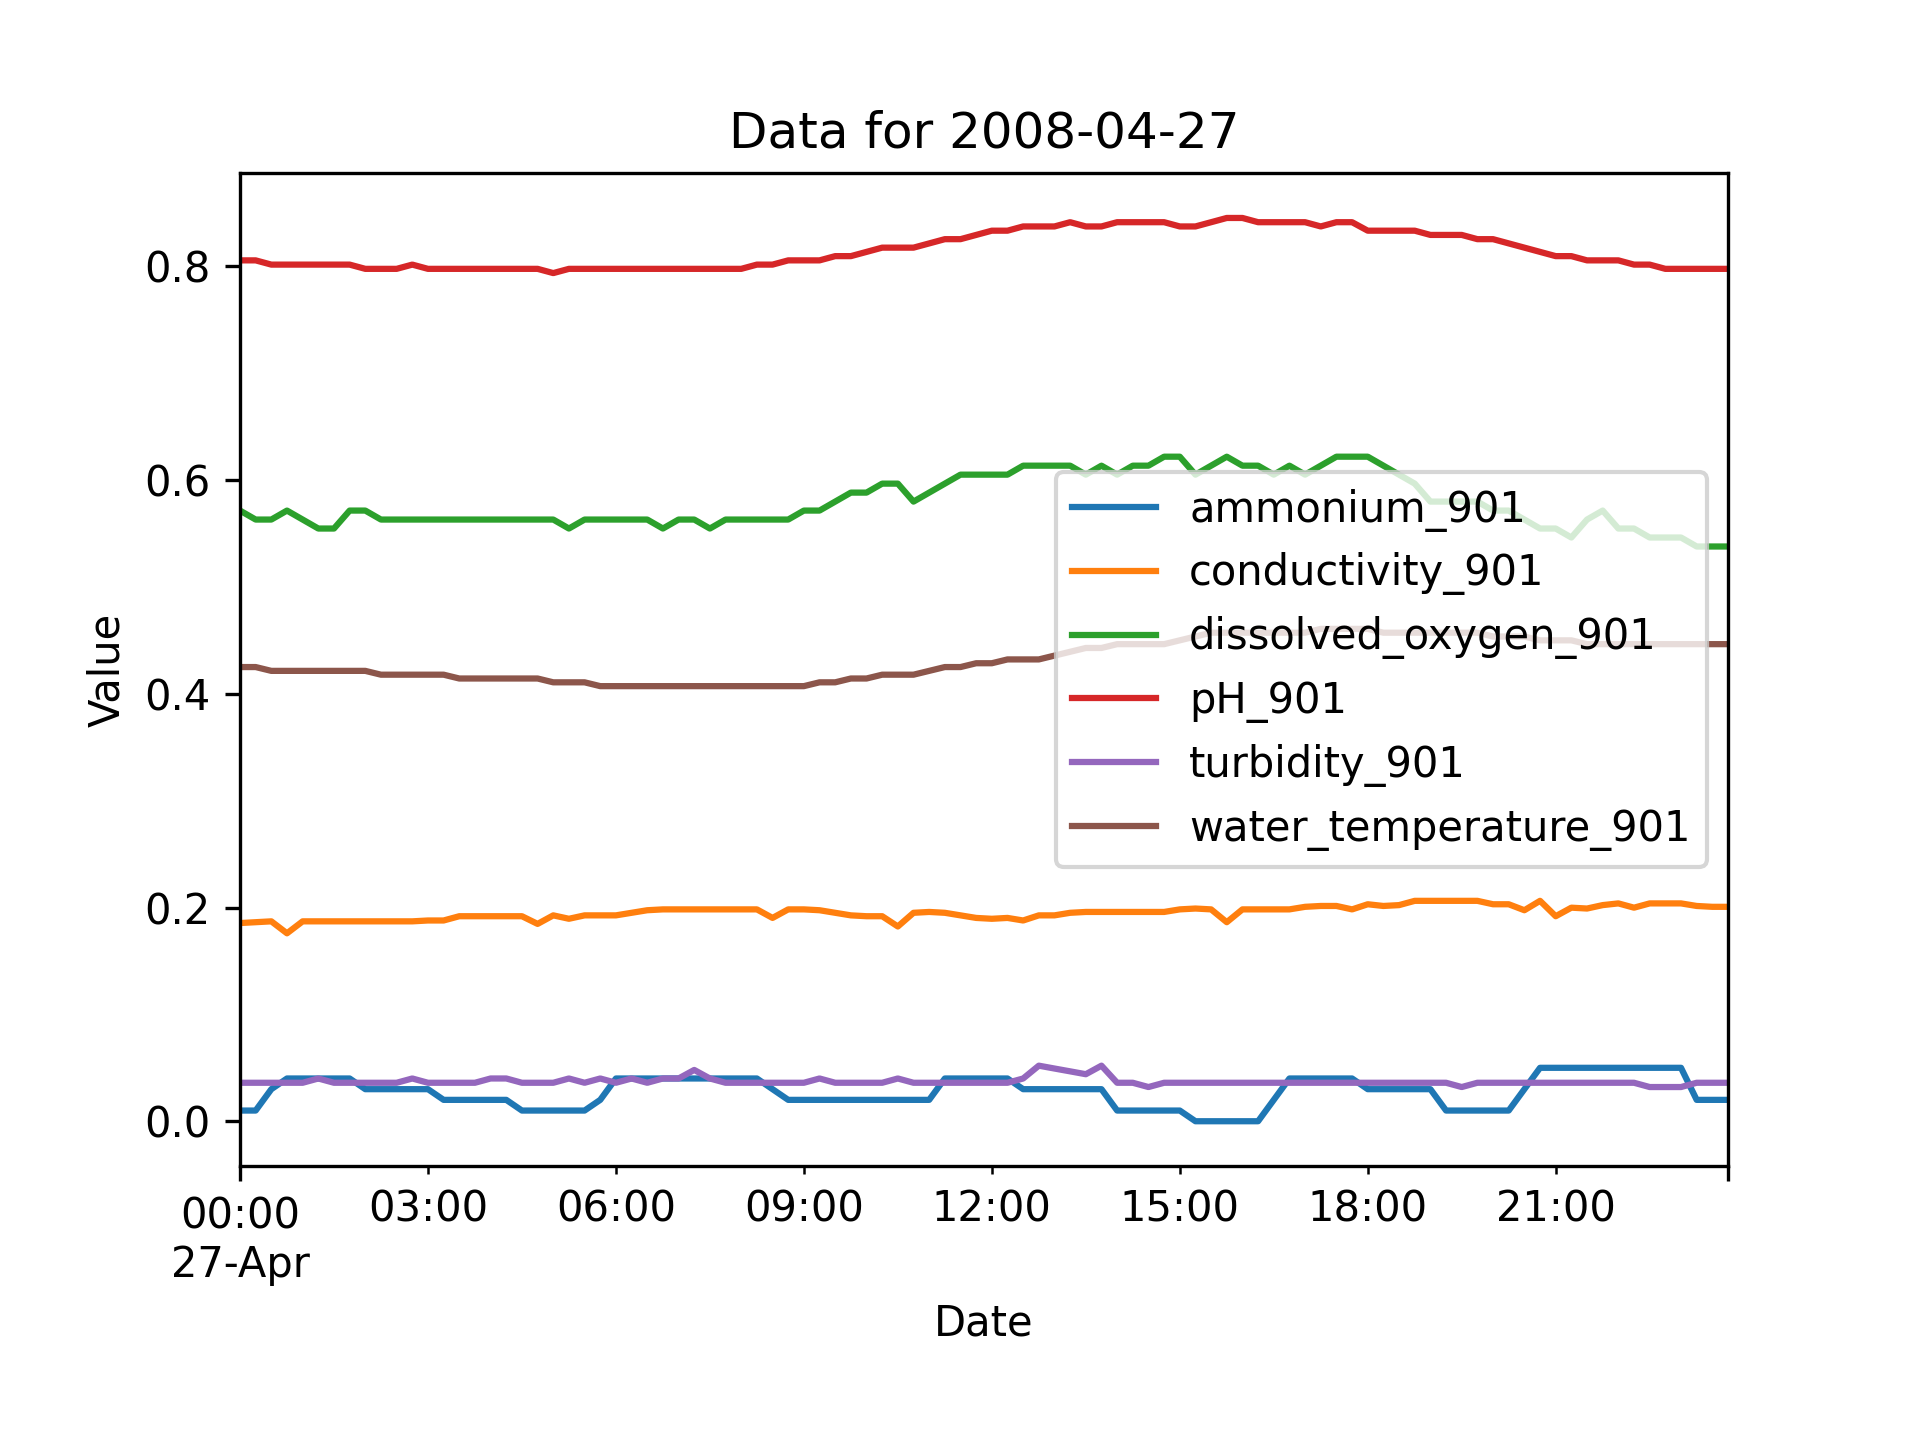 Data for 2008-04-27
Value
0.8
0.6
0.4
0.2
0.0
ammonium_901
conductivity_901
dissolved_oxygen_901
pH_901
turbidity_901
water_temperature_901
00:00 03:00 06:00 09:00 12:00 15:00 18:00 21:00
27-Apr
Date